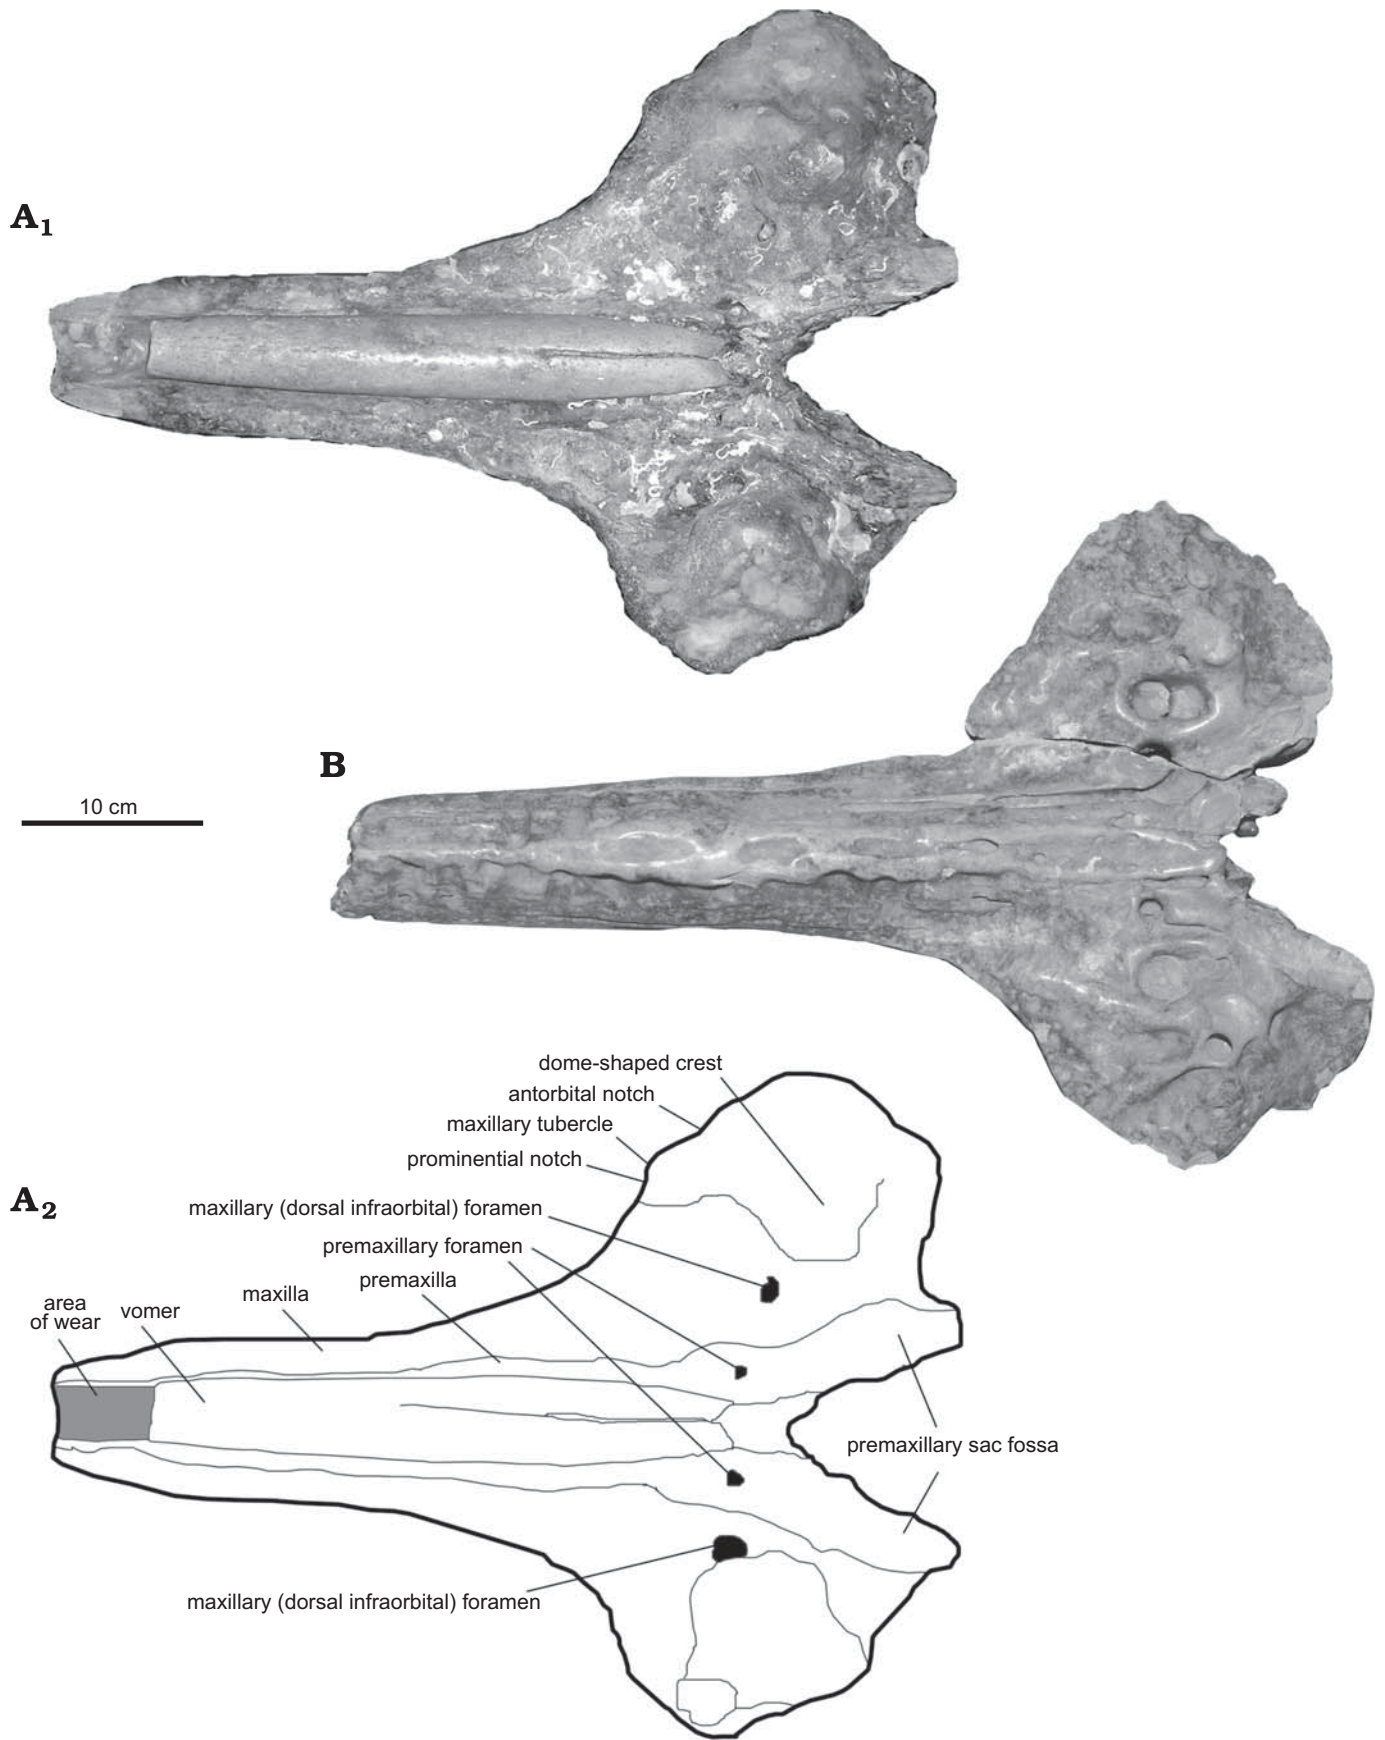 A1
B
10 cm
dome-shaped crest
antorbital notch
maxillary tubercle
prominential notch
A2
maxillary (dorsal infraorbital) foramen
premaxillary foramen
premaxilla
maxilla
area
of wear
vomer
premaxillary sac fossa
maxillary (dorsal infraorbital) foramen